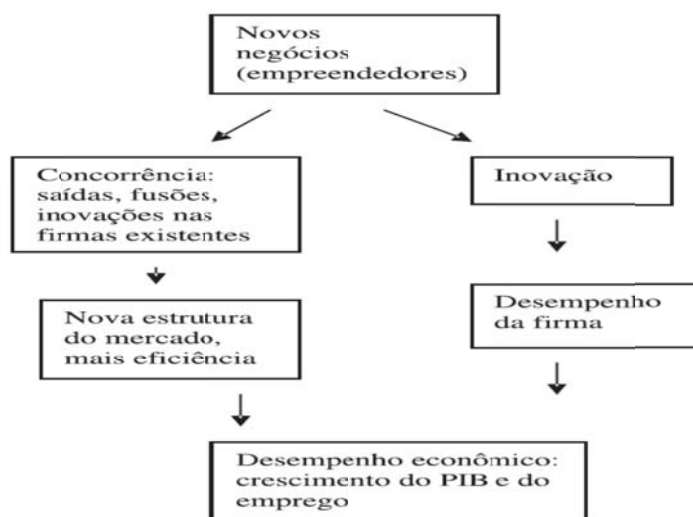 Novos
negócios
(empreendedores)
Concorrência:
saídas, fusões,
inovações nas
firmas existentes
Inovação
Nova estrutura
do mercado,
mais eficiência
Desempenho
da firma
Desempenho econômico:
crescimento do PIB e do
emprego